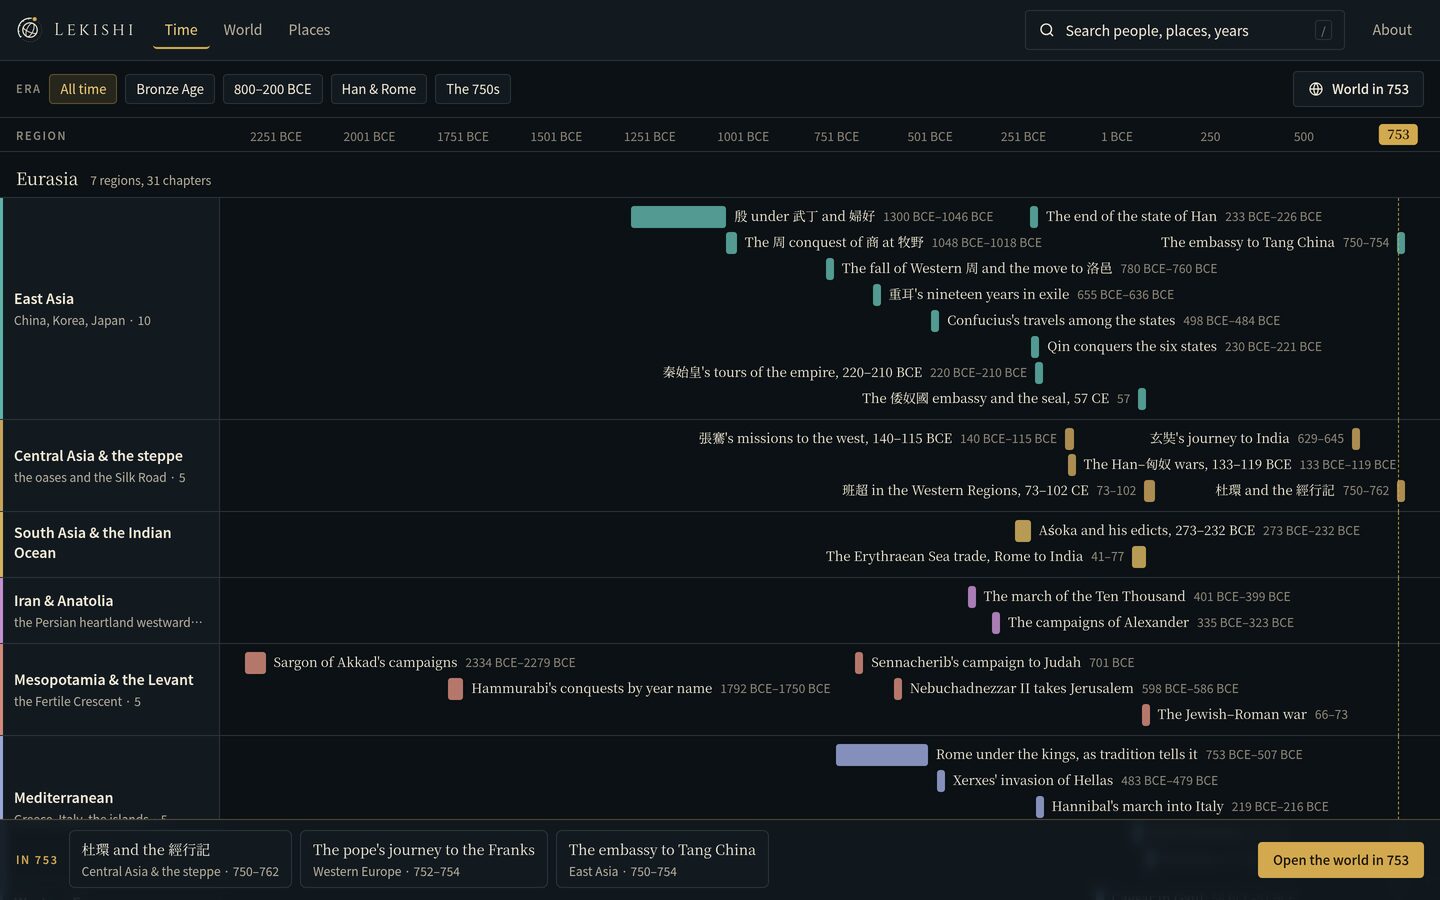 LEKISHI
Time
World
Places
Search people, places, years
/
About
ERA
All time
Bronze Age
800–200 BCE
Han & Rome
The 750s
World in 753
REGION
2251 BCE
2001 BCE
1751 BCE
1501 BCE
1251 BCE
1001 BCE
751 BCE
501 BCE
251 BCE
1 BCE
250
500
753
Eurasia 7 regions, 31 chapters
East Asia
China, Korea, Japan · 10
殷 under 武丁 and 婦好 1300 BCE–1046 BCE
The end of the state of Han 233 BCE–226 BCE
The 周 conquest of 商 at 牧野 1048 BCE–1018 BCE
The embassy to Tang China 750–754
The fall of Western 周 and the move to 洛邑 780 BCE–760 BCE
重耳's nineteen years in exile 655 BCE–636 BCE
Confucius's travels among the states 498 BCE–484 BCE
Qin conquers the six states 230 BCE–221 BCE
秦始皇's tours of the empire, 220–210 BCE 220 BCE–210 BCE
The 倭奴國 embassy and the seal, 57 CE 57
Central Asia & the steppe
the oases and the Silk Road · 5
張騫's missions to the west, 140–115 BCE 140 BCE–115 BCE
玄奘's journey to India 629–645
The Han–匈奴 wars, 133–119 BCE 133 BCE–119 BCE
班超 in the Western Regions, 73–102 CE 73–102
杜環 and the 經行記 750–762
South Asia & the Indian
Ocean
Aśoka and his edicts, 273–232 BCE 273 BCE–232 BCE
The Erythraean Sea trade, Rome to India 41–77
Iran & Anatolia
the Persian heartland westward…
The march of the Ten Thousand 401 BCE–399 BCE
The campaigns of Alexander 335 BCE–323 BCE
Mesopotamia & the Levant
the Fertile Crescent · 5
Sargon of Akkad's campaigns 2334 BCE–2279 BCE
Sennacherib's campaign to Judah 701 BCE
Hammurabi's conquests by year name 1792 BCE–1750 BCE
Nebuchadnezzar II takes Jerusalem 598 BCE–586 BCE
The Jewish–Roman war 66–73
Mediterranean
Greece, Italy, the islands · 5
Rome under the kings, as tradition tells it 753 BCE–507 BCE
Xerxes' invasion of Hellas 483 BCE–479 BCE
Hannibal's march into Italy 219 BCE–216 BCE
IN 753
杜環 and the 經行記
Central Asia & the steppe · 750–762
The pope's journey to the Franks
Western Europe · 752–754
The embassy to Tang China
East Asia · 750–754
Open the world in 753